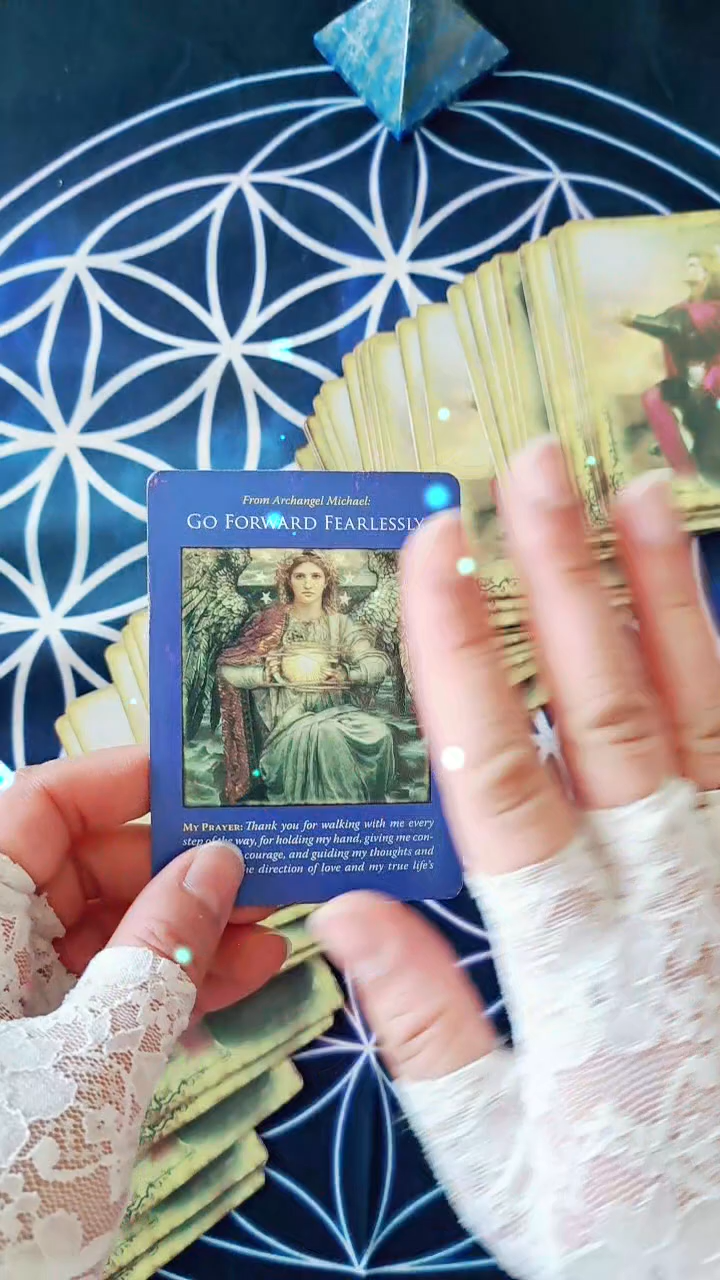 From Archangel Michael:
GO FORWARD FEARLESSLY
MY PRAYER: Thank you for walking with me every
step of the way, for holding my hand, giving me con-
courage, and guiding my thoughts and
direction of love and my true life's